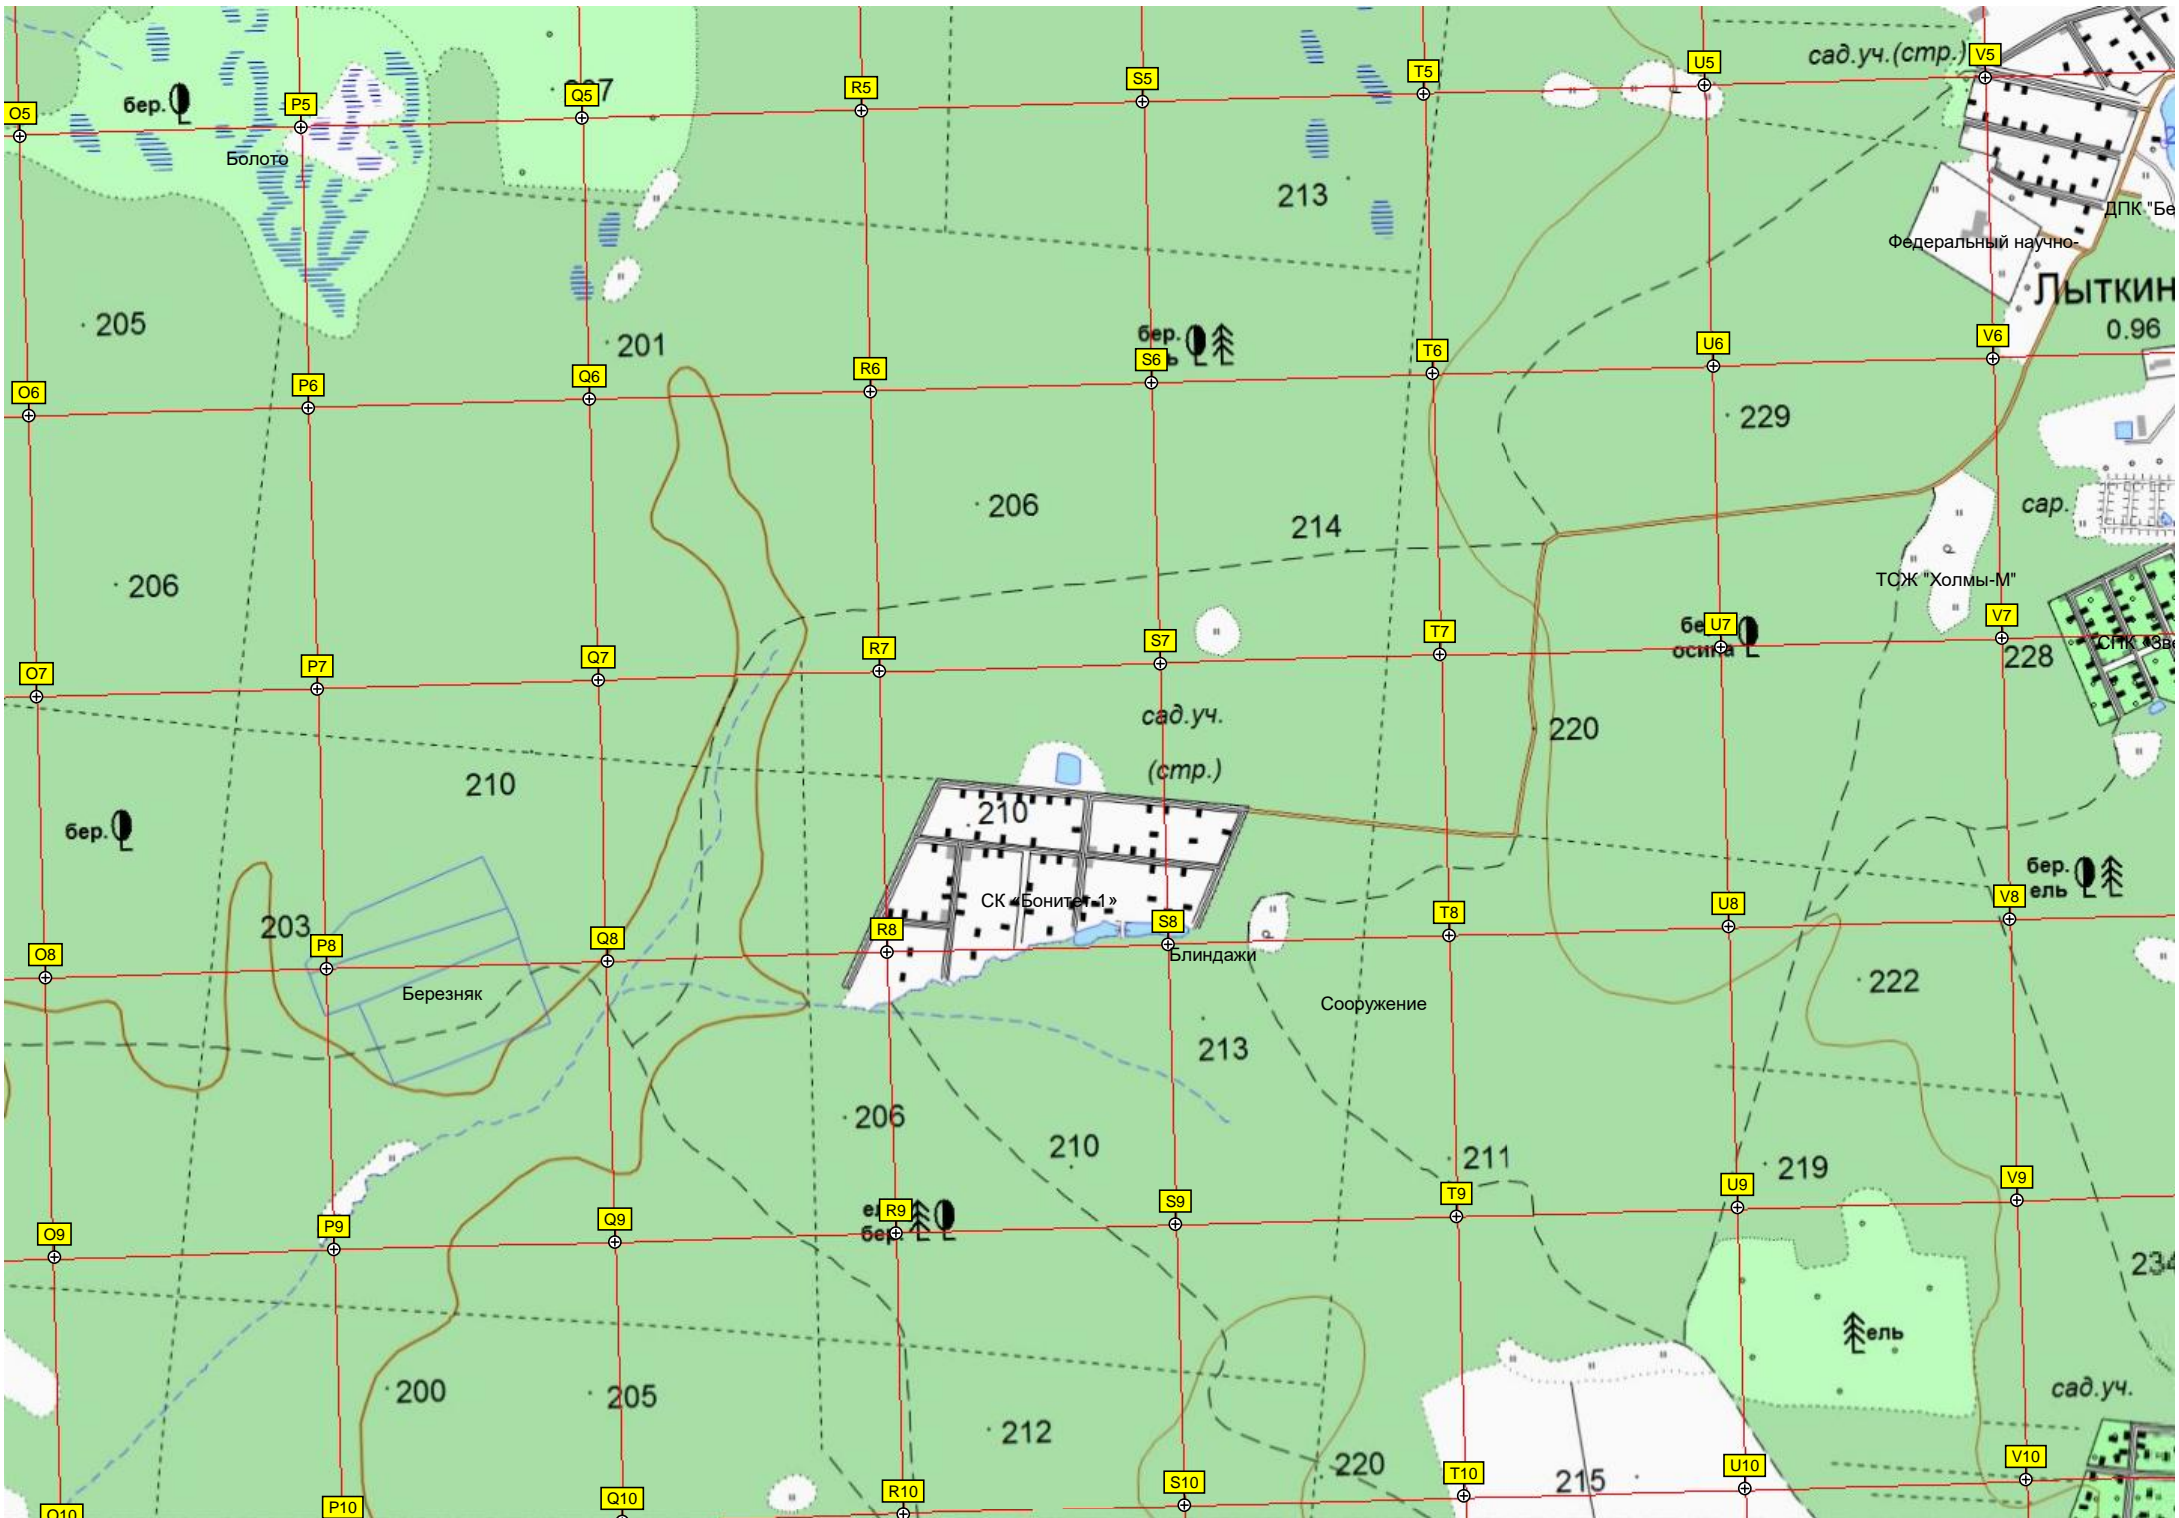 сад.уч.(стр.)
V5
U5
T5
S5
R5
Q5
P5
O5
бер.
Болото
213
ДПК "Бе
Федеральный научно-
Лыткин
0.96
205
201
бер.
S6
T6
U6
V6
R6
Q6
P6
O6
229
206
214
сар.
206
ТСЖ "Холмы-М"
U7
V7
T7
S7
R7
Q7
P7
O7
осина
СПК «Зве
228
сад.уч.
220
(стр.)
210
210
бер.
бер.
ель
СК «Бонитет-1»
203
V8
U8
T8
S8
R8
Q8
P8
O8
Блиндажи
222
Березняк
Сооружение
213
206
210
211
219
V9
U9
T9
S9
R9
Q9
P9
O9
бер.
234
ель
200
205
212
сад.уч.
220
215
V10
U10
T10
S10
R10
Q10
P10
O10